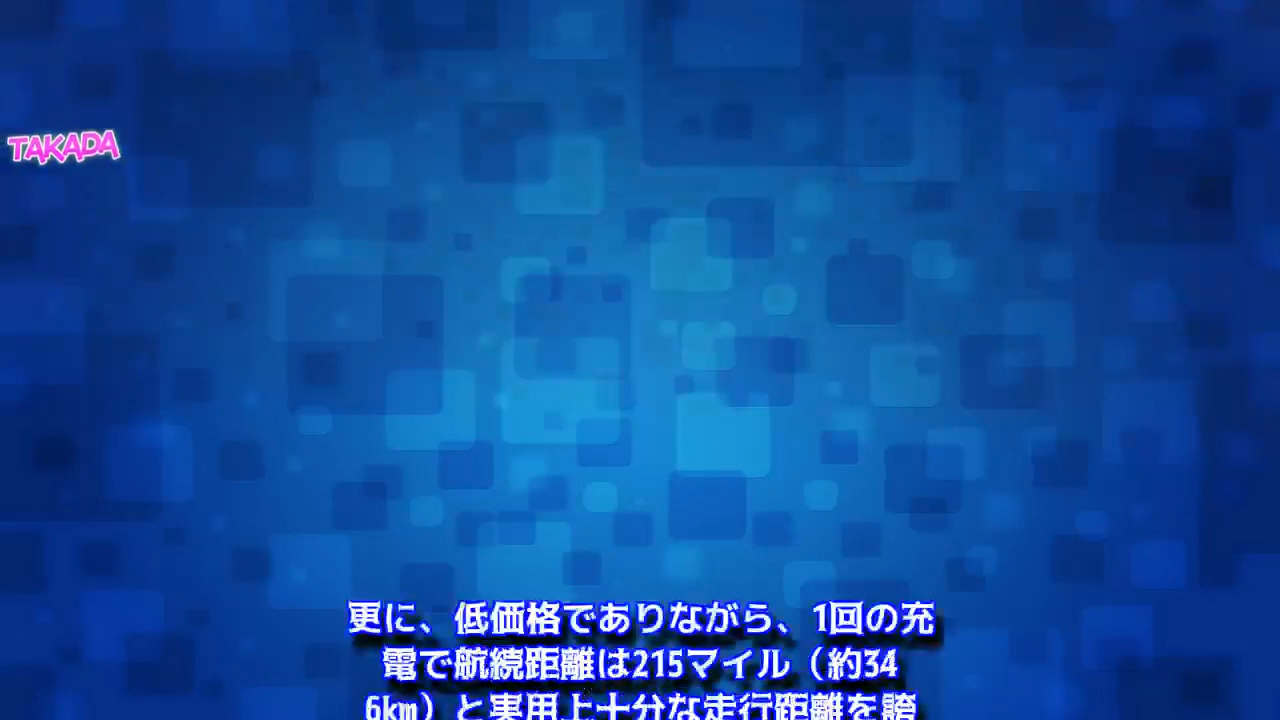 TAKADA
更に、低価格でありながら、1回の充
電で航続距離は215マイル（約34
6km）と実用上十分な走行距離を誇